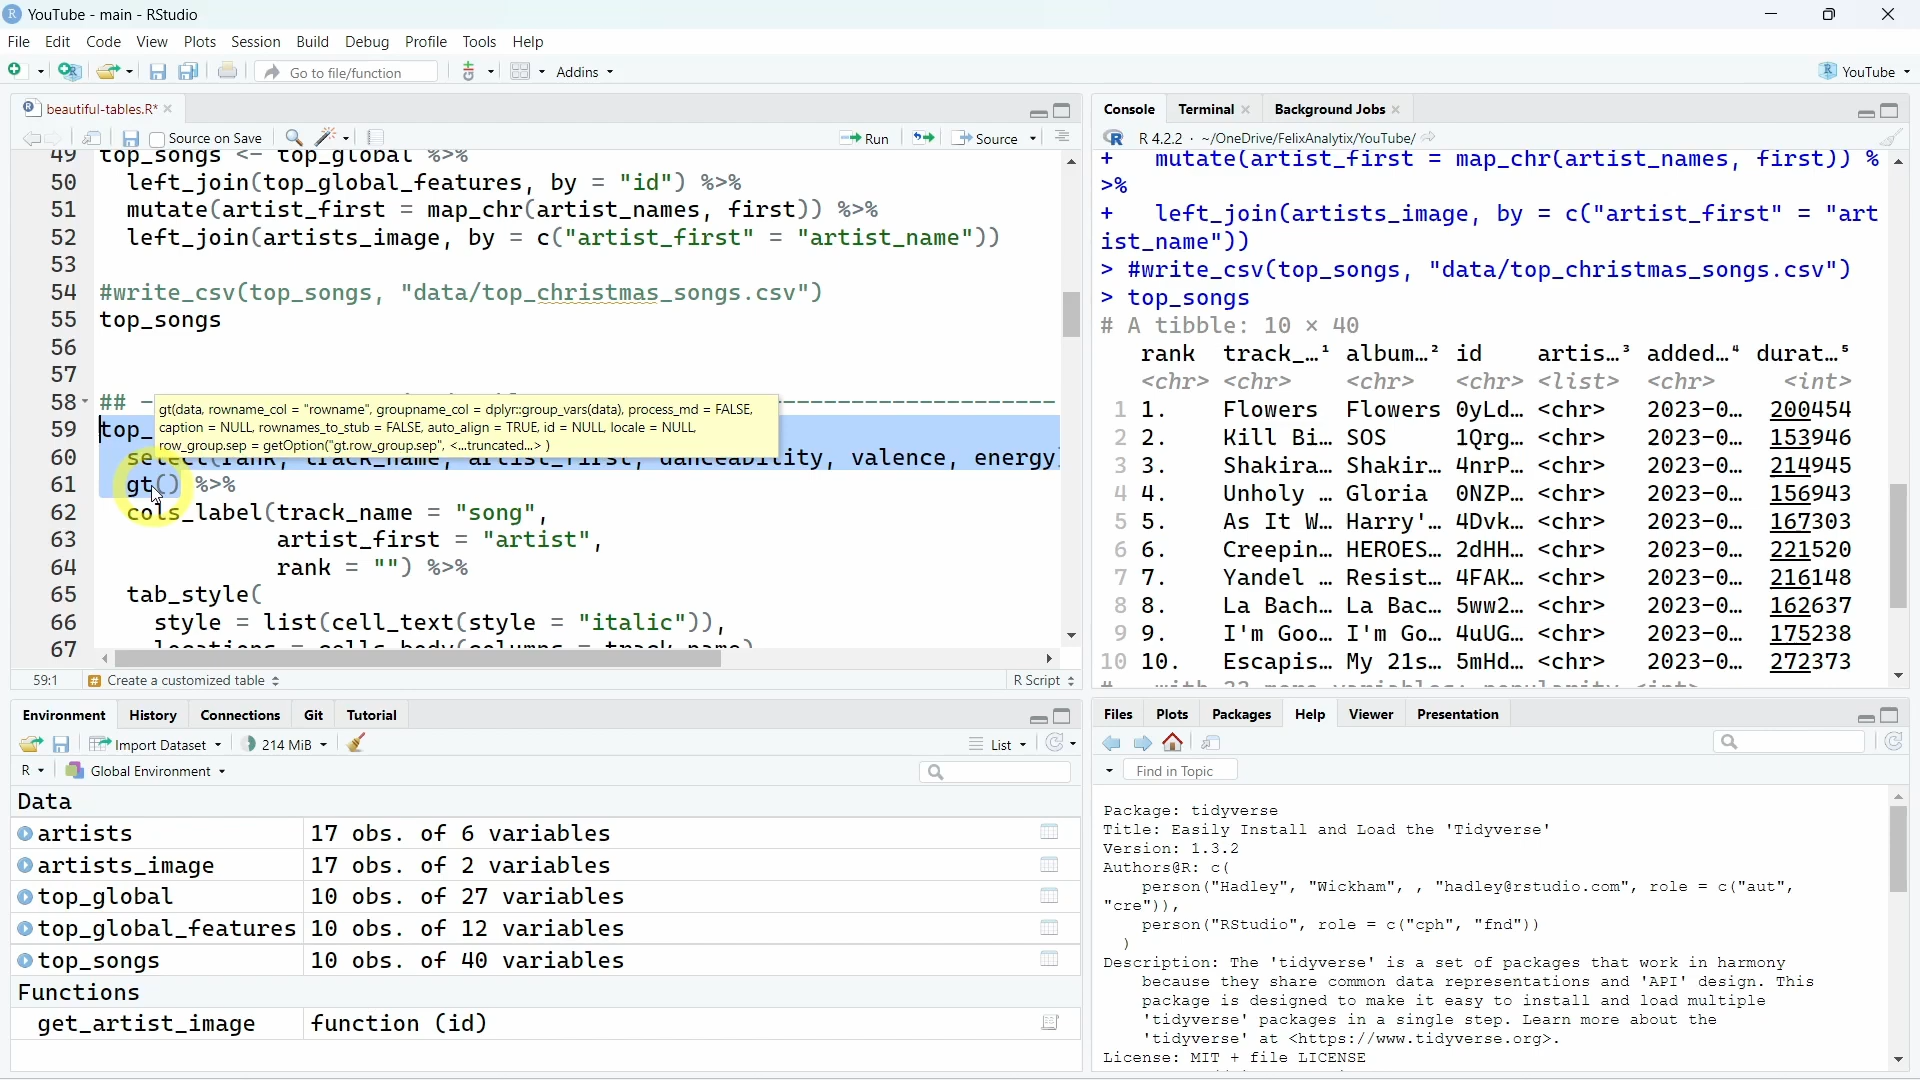 YouTube - main - RStudio
File Edit Code View Plots Session Build Debug Profile Tools Help
Go to file/function Addins YouTube
beautiful-tables.R*
Source on Save Run Source
49 top_songs <- top_global %>%
50 left_join(top_global_features, by = "id") %>%
51 mutate(artist_first = map_chr(artist_names, first)) %>%
52 left_join(artists_image, by = c("artist_first" = "artist_name"))
53
54 #write_csv(top_songs, "data/top_christmas_songs.csv")
55 top_songs
56
57
58 ##
gt(data, rowname_col = "rowname", groupname_col = dplyr::group_vars(data), process_md = FALSE,
caption = NULL, rownames_to_stub = FALSE, auto_align = TRUE, id = NULL, locale = NULL,
row_group.sep = getOption("gt.row_group.sep", <...truncated...> )
59 top_
60 select(rank, track_name, artist_first, danceability, valence, energy)
61 gt() %>%
62 cols_label(track_name = "song",
63 artist_first = "artist",
64 rank = "") %>%
65 tab_style(
66 style = list(cell_text(style = "italic")),
67 locations = cells_body(columns = track_name)
59:1 # Create a customized table R Script
Console Terminal Background Jobs
R 4.2.2 · ~/OneDrive/FelixAnalytix/YouTube/
+ mutate(artist_first = map_chr(artist_names, first)) %
>%
+ left_join(artists_image, by = c("artist_first" = "art
ist_name"))
> #write_csv(top_songs, "data/top_christmas_songs.csv")
> top_songs
# A tibble: 10 × 40
rank track_…¹ album…² id artis…³ added…⁴ durat…⁵
<chr> <chr> <chr> <chr> <list> <chr> <int>
1 1. Flowers Flowers 0yLd… <chr> 2023-0… 200454
2 2. Kill Bi… SOS 1Qrg… <chr> 2023-0… 153946
3 3. Shakira… Shakir… 4nrP… <chr> 2023-0… 214945
4 4. Unholy … Gloria 0NZP… <chr> 2023-0… 156943
5 5. As It W… Harry'… 4Dvk… <chr> 2023-0… 167303
6 6. Creepin… HEROES… 2dHH… <chr> 2023-0… 221520
7 7. Yandel … Resist… 4FAK… <chr> 2023-0… 216148
8 8. La Bach… La Bac… 5ww2… <chr> 2023-0… 162637
9 9. I'm Goo… I'm Go… 4uUG… <chr> 2023-0… 175238
10 10. Escapis… My 21s… 5mHd… <chr> 2023-0… 272373
Environment History Connections Git Tutorial
Import Dataset 214 MiB List
R Global Environment
Data
artists 17 obs. of 6 variables
artists_image 17 obs. of 2 variables
top_global 10 obs. of 27 variables
top_global_features 10 obs. of 12 variables
top_songs 10 obs. of 40 variables
Functions
get_artist_image function (id)
Files Plots Packages Help Viewer Presentation
Find in Topic
Package: tidyverse
Title: Easily Install and Load the 'Tidyverse'
Version: 1.3.2
Authors@R: c(
person("Hadley", "Wickham", , "hadley@rstudio.com", role = c("aut",
"cre")),
person("RStudio", role = c("cph", "fnd"))
)
Description: The 'tidyverse' is a set of packages that work in harmony
because they share common data representations and 'API' design. This
package is designed to make it easy to install and load multiple
'tidyverse' packages in a single step. Learn more about the
'tidyverse' at <https://www.tidyverse.org>.
License: MIT + file LICENSE